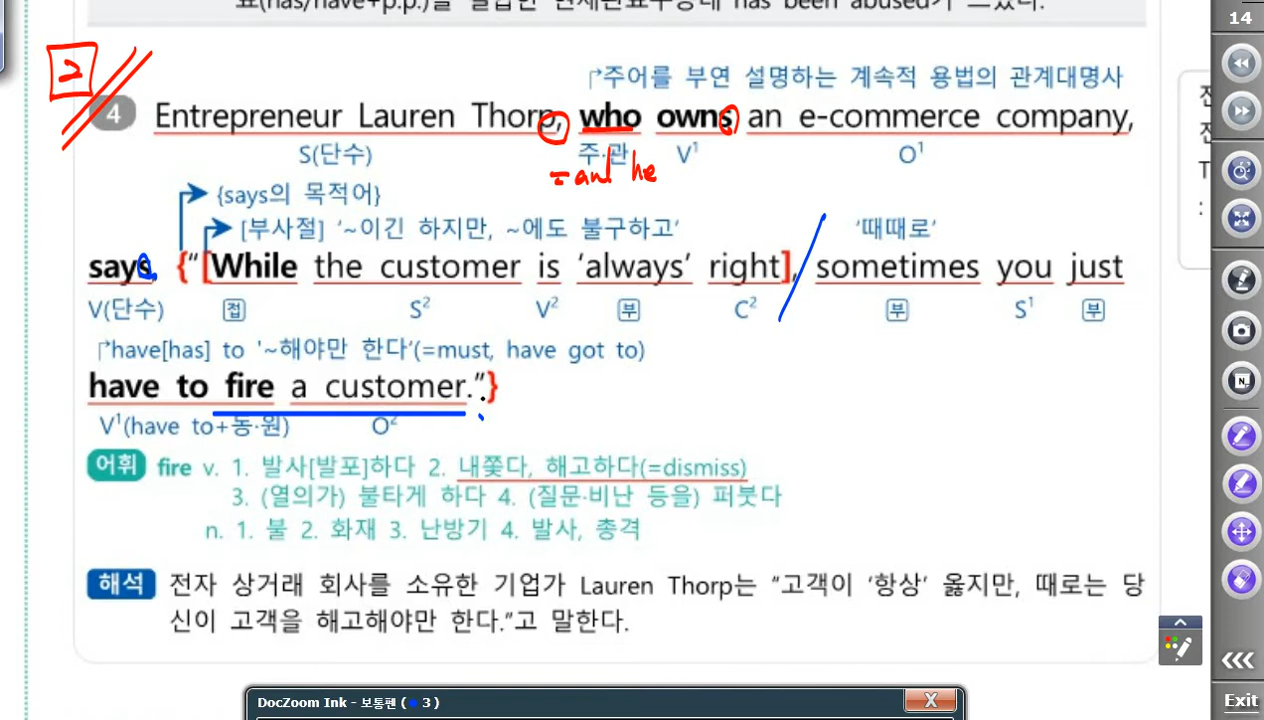 표(has/have+p.p.)를 결합한 현재완료수동태 has been abused가 쓰였다.
14
2
주어를 부연 설명하는 계속적 용법의 관계대명사
4 Entrepreneur Lauren Thorp, who owns an e-commerce company,
S(단수) 주·관 V¹ O¹
= and he
{says의 목적어}
[부사절] '~이긴 하지만, ~에도 불구하고' '때때로'
says, {“[While the customer is ‘always’ right], sometimes you just
V(단수) 접 S² V² 부 C² 부 S¹ 부
have[has] to '~해야만 한다'(=must, have got to)
have to fire a customer.”}
V¹(have to+동·원) O²
어휘 fire v. 1. 발사[발포]하다 2. 내쫓다, 해고하다(=dismiss)
3. (열의가) 불타게 하다 4. (질문·비난 등을) 퍼붓다
n. 1. 불 2. 화재 3. 난방기 4. 발사, 총격
해석 전자 상거래 회사를 소유한 기업가 Lauren Thorp는 “고객이 ‘항상’ 옳지만, 때로는 당
신이 고객을 해고해야만 한다.”고 말한다.
DocZoom Ink - 보통펜 ( 3 )
X
N
Exit